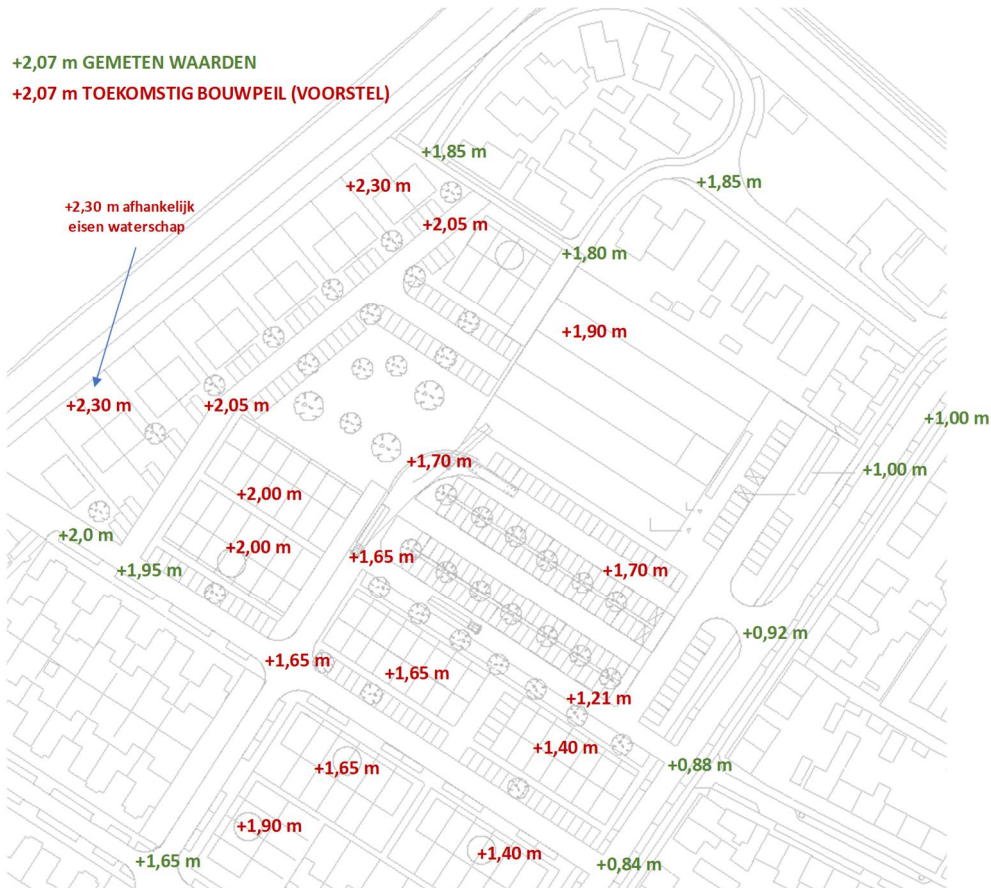 +2,07 m GEMETEN WAARDEN
+2,07 m TOEKOMSTIG BOUWPEIL (VOORSTEL)
+1,85 m
+1,85 m
+2,30 m
+2,30 m afhankelijk
eisen waterschap
+2,05 m
+1,80 m
+1,90 m
+2,30 m
+2,05 m
+1,00 m
+1,70 m
+1,00 m
+2,00 m
+2,0 m
+2,00 m
+1,65 m
+1,95 m
+1,70 m
+0,92 m
+1,65 m
+1,65 m
+1,21 m
+1,40 m
+1,65 m
+0,88 m
+1,90 m
+1,40 m
+1,65 m
+0,84 m